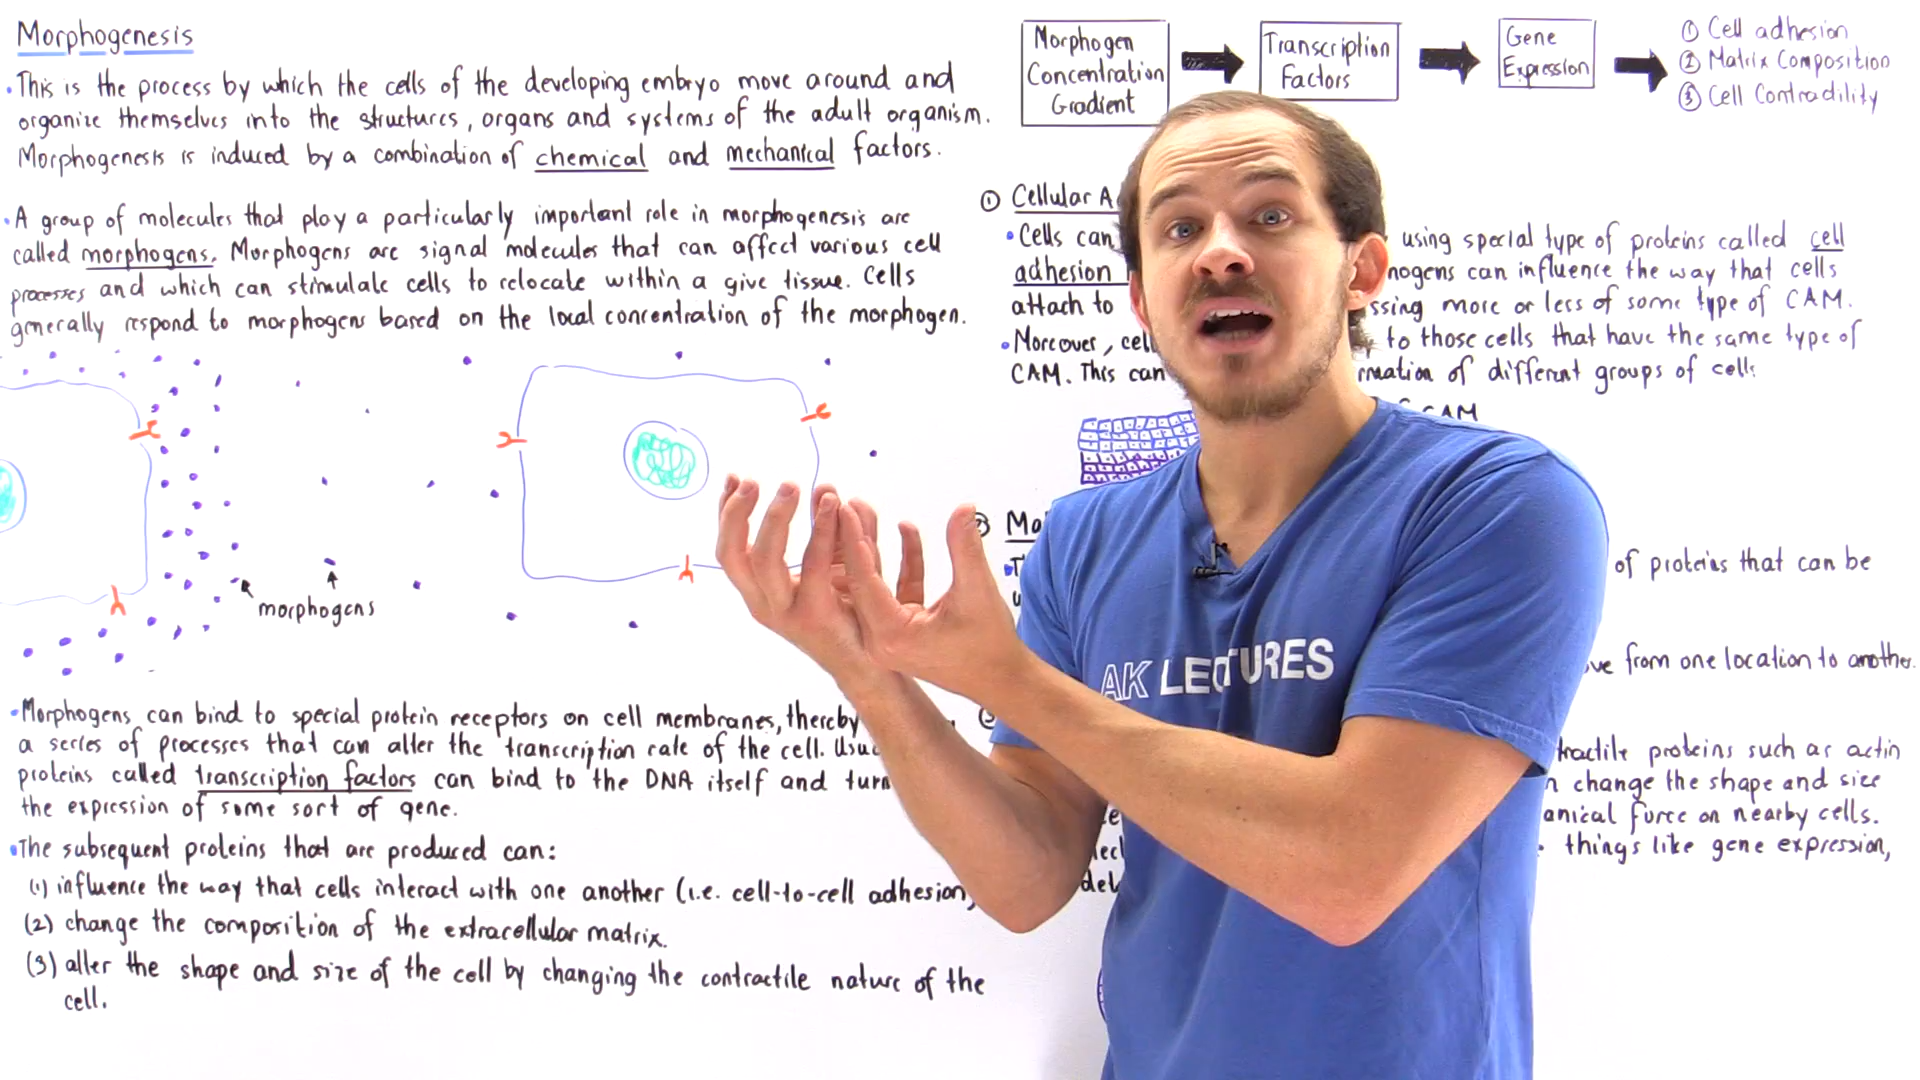 Morphogenesis
• This is the process by which the cells of the developing embryo move around and
organize themselves into the structures, organs and systems of the adult organism.
Morphogenesis is induced by a combination of chemical and mechanical factors.
• A group of molecules that play a particularly important role in morphogenesis are
called morphogens. Morphogens are signal molecules that can affect various cell
processes and which can stimulate cells to relocate within a give tissue. Cells
generally respond to morphogens based on the local concentration of the morphogen.
morphogens
• Morphogens can bind to special protein receptors on cell membranes, thereby
a series of processes that can alter the transcription rate of the cell.
proteins called transcription factors can bind to the DNA itself and turn
the expression of some sort of gene.
• The subsequent proteins that are produced can:
(1) influence the way that cells interact with one another (i.e. cell-to-cell adhesion)
(2) change the composition of the extracellular matrix.
(3) alter the shape and size of the cell by changing the contractile nature of the
cell.
Morphogen
Concentration
Gradient
Transcription
Factors
Gene
Expression
① Cell adhesion
② Matrix Composition
③ Cell Contractility
① Cellular A
• Cells can using special type of proteins called cell
adhesion can influence the way that cells
attach to more or less of some type of CAM.
• Moreover, to those cells that have the same type of
CAM. This can of different groups of cells
CAM
of proteins that can be
from one location to another.
proteins such as actin
change the shape and size
force on nearby cells.
things like gene expression,
AK LECTURES